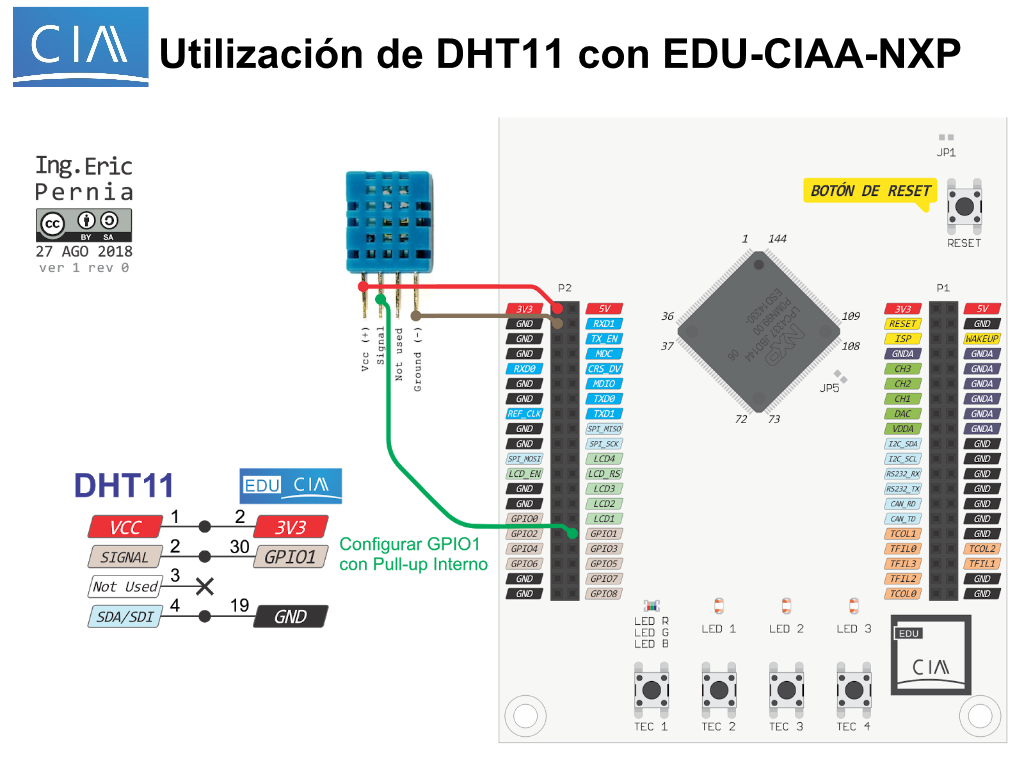 CIAA
Utilización de DHT11 con EDU-CIAA-NXP
Ing.Eric
Pernia
cc
BY SA
27 AGO 2018
ver 1 rev 0
Vcc (+)
Signal
Not used
Ground (-)
DHT11
EDU CIAA
VCC 1 2 3V3
SIGNAL 2 30 GPIO1
Not Used 3
SDA/SDI 4 19 GND
Configurar GPIO1
con Pull-up Interno
JP1
BOTÓN DE RESET
RESET
1 144
36 109
37 108
72 73
NXP
JP5
P2
3V3 5V
GND RXD1
GND TX_EN
GND MDC
RXD0 CRS_DV
GND MDIO
GND TXD0
REF_CLK TXD1
GND SPI_MISO
GND SPI_SCK
SPI_MOSI LCD4
LCD_EN LCD_RS
GND LCD3
GND LCD2
GPIO0 LCD1
GPIO2 GPIO1
GPIO4 GPIO3
GPIO6 GPIO5
GND GPIO7
GND GPIO8
P1
3V3 5V
RESET GND
ISP WAKEUP
GNDA GNDA
CH3 GNDA
CH2 GNDA
CH1 GNDA
DAC GNDA
VDDA GNDA
I2C_SDA GND
I2C_SCL GND
RS232_RX GND
RS232_TX GND
CAN_RD GND
CAN_TD GND
TCOL1 GND
TFIL0 TCOL2
TFIL3 TFIL1
TFIL2 GND
TCOL0 GND
LED R
LED G
LED B
LED 1 LED 2 LED 3
EDU
CIAA
TEC 1 TEC 2 TEC 3 TEC 4